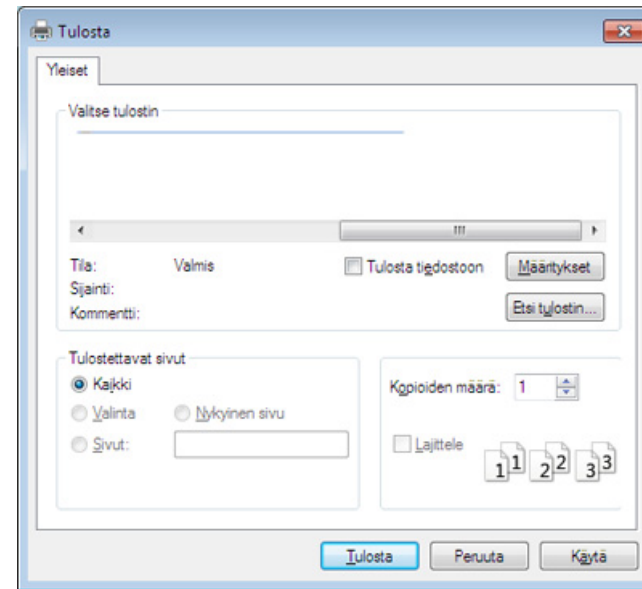 Tulosta
Yleiset
Valitse tulostin
Tila: Valmis
Tulosta tiedostoon
Määritykset
Sijainti:
Kommentti:
Etsi tulostin...
Tulostettavat sivut
Kaikki
Valinta
Nykyinen sivu
Sivut:
Kopioiden määrä: 1
Lajittele
1 1 2 2 3 3
Tulosta
Peruuta
Käytä